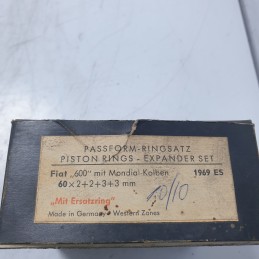 PASSFORM-RINGSATZ
PISTON RINGS - EXPANDER SET
Fiat „600" mit Mondial-Kolben 1969 ES
60×2+2+3+3 mm
„Mit Ersatzring"
Made in Germany - Western Zones